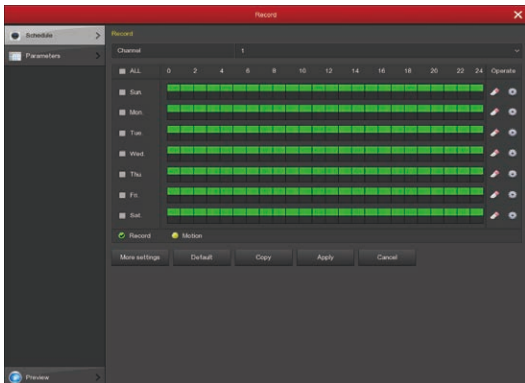 Record
Schedule
Parameters
Record
Channel 1
ALL 0 2 4 6 8 10 12 14 16 18 20 22 24 Operate
Sun.
Mon.
Tue.
Wed.
Thu.
Fri.
Sat.
Record Motion
More settings Default Copy Apply Cancel
Preview